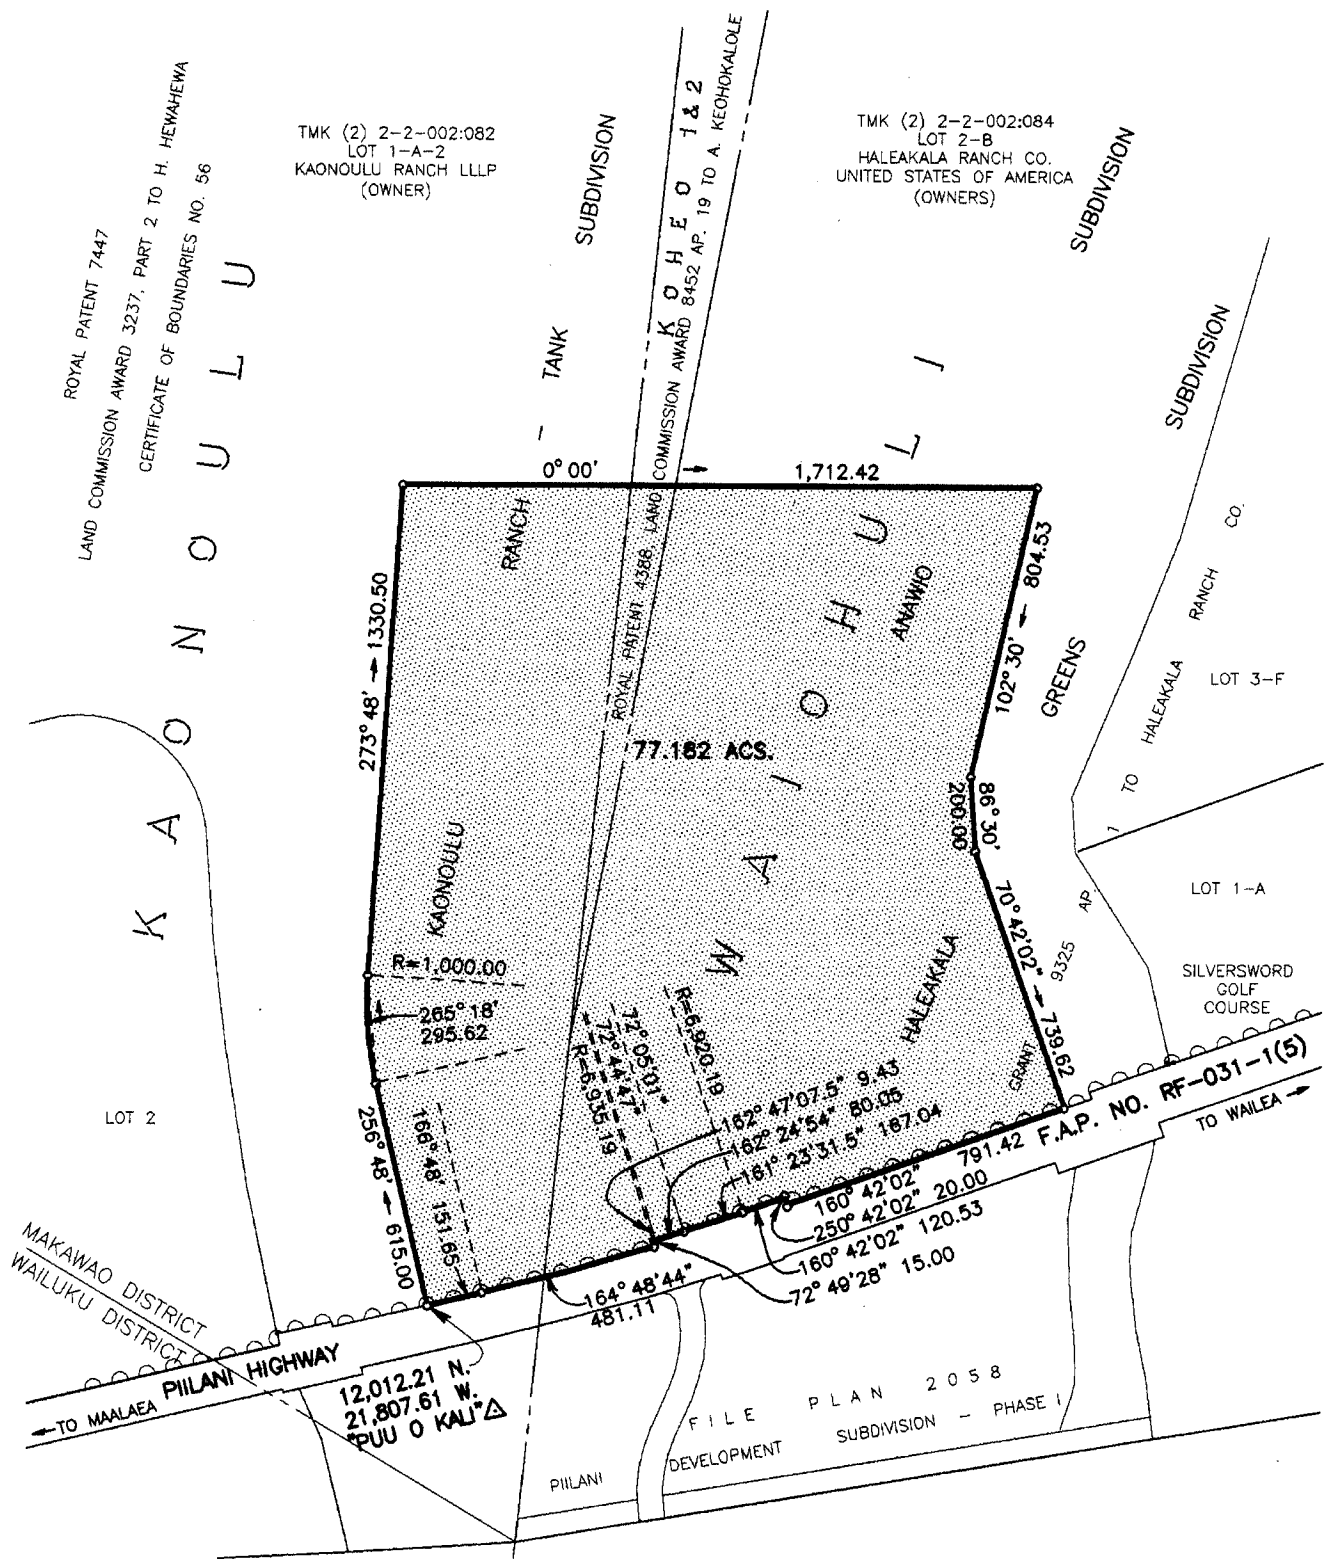 ROYAL PATENT 7447
LAND COMMISSION AWARD 3237, PART 2 TO H. HEWAHEWA
CERTIFICATE OF BOUNDARIES NO. 56
KAONOULU
TMK (2) 2-2-002:082
LOT 1-A-2
KAONOULU RANCH LLLP
(OWNER)
KAONOULU RANCH - TANK SUBDIVISION
KOHEO 1 & 2
ROYAL PATENT 4388, LAND COMMISSION AWARD 8452 AP. 19 TO A. KEOHOKALOLE
TMK (2) 2-2-002:084
LOT 2-B
HALEAKALA RANCH CO.
UNITED STATES OF AMERICA
(OWNERS)
WAIOHULI
HALEAKALA GREENS SUBDIVISION
ANAWIO SUBDIVISION
0° 00' → 1,712.42
804.53
102° 30'
86° 30'
200.00
70° 42'02" → 739.62
273° 48' → 1330.50
77.182 ACS.
R=1,000.00
265° 18'
295.62
256° 48' ← 615.00
166° 48' 151.65
R=6,935.19
72° 44'47"
72° 05'01"
R=6,920.19
162° 47'07.5" 9.43
162° 24'54" 80.05
161° 23'31.5" 167.04
160° 42'02" 791.42
250° 42'02" 20.00
160° 42'02" 120.53
72° 49'28" 15.00
164° 48'44"
481.11
GRANT 9325 AP 1 TO HALEAKALA RANCH CO.
LOT 3-F
LOT 1-A
SILVERSWORD
GOLF
COURSE
F.A.P. NO. RF-031-1(5)
TO WAILEA →
LOT 2
MAKAWAO DISTRICT
WAILUKU DISTRICT
PIILANI HIGHWAY
← TO MAALAEA
12,012.21 N.
21,807.61 W.
"PUU O KALI"
FILE PLAN 2058
PIILANI DEVELOPMENT SUBDIVISION - PHASE I